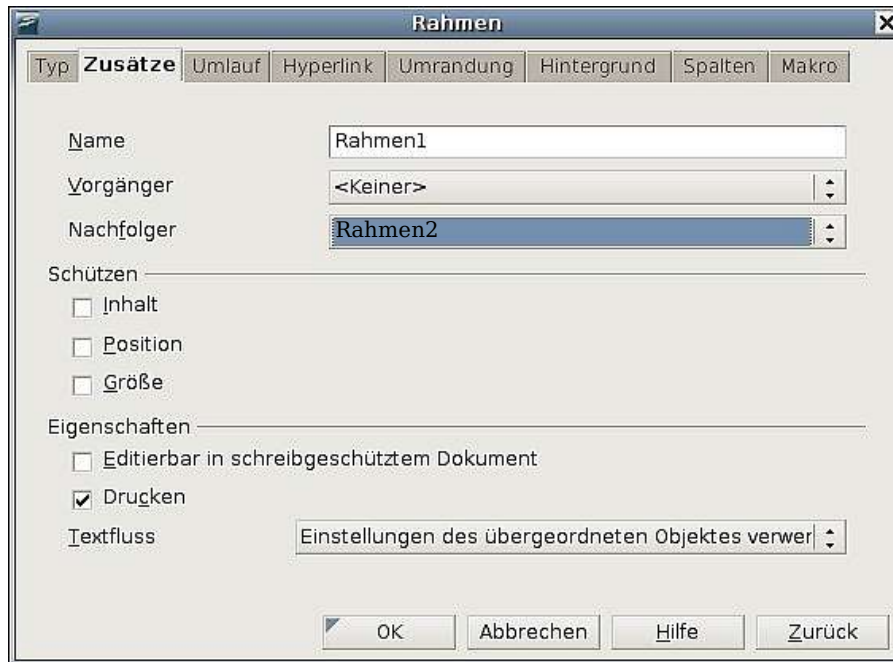 Rahmen
Typ Zusätze Umlauf Hyperlink Umrandung Hintergrund Spalten Makro
Name Rahmen1
Vorgänger <Keiner>
Nachfolger Rahmen2
Schützen
Inhalt
Position
Größe
Eigenschaften
Editierbar in schreibgeschütztem Dokument
Drucken
Textfluss Einstellungen des übergeordneten Objektes verwer
OK Abbrechen Hilfe Zurück